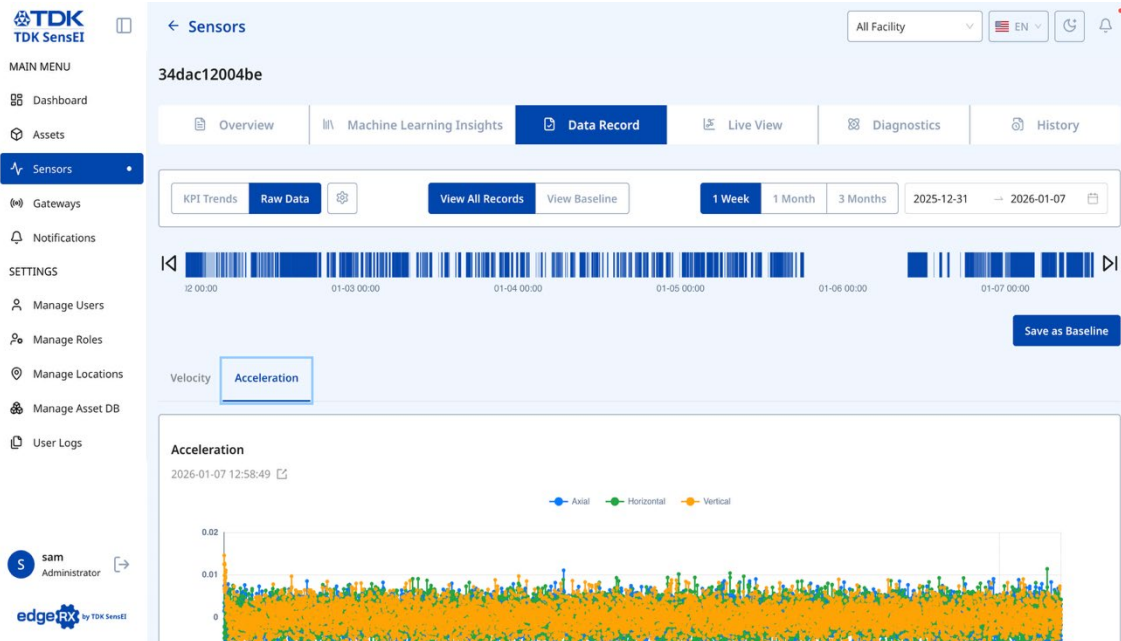 TDK
TDK SensEI
MAIN MENU
Dashboard
Assets
Sensors
Gateways
Notifications
SETTINGS
Manage Users
Manage Roles
Manage Locations
Manage Asset DB
User Logs
S
sam
Administrator
edgeRX by TDK SensEI
← Sensors
All Facility
EN
34dac12004be
Overview
Machine Learning Insights
Data Record
Live View
Diagnostics
History
KPI Trends
Raw Data
View All Records
View Baseline
1 Week
1 Month
3 Months
2025-12-31 → 2026-01-07
)2 00:00
01-03 00:00
01-04 00:00
01-05 00:00
01-06 00:00
01-07 00:00
Save as Baseline
Velocity
Acceleration
Acceleration
2026-01-07 12:58:49
Axial
Horizontal
Vertical
0.02
0.01
0